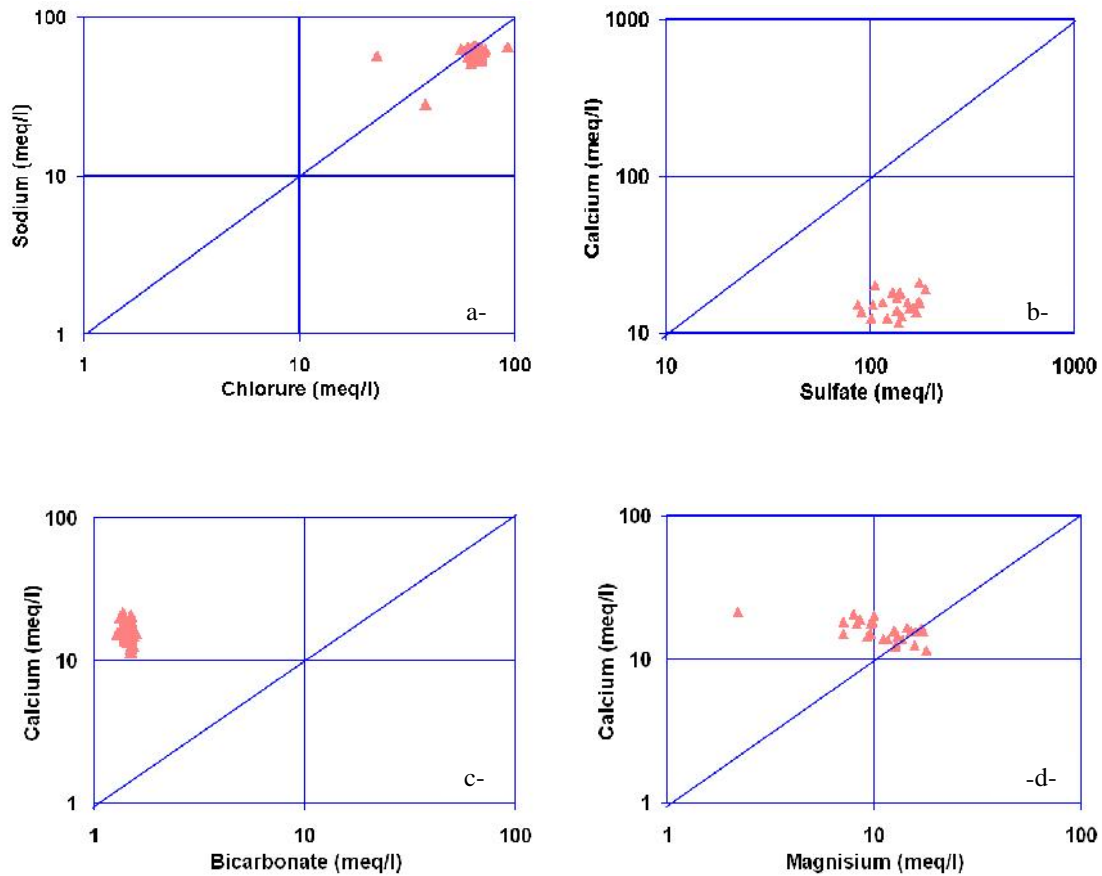 100
10
1
Sodium (meq/l)
1
10
100
Chlorure (meq/l)
a-
1000
100
10
Calcium (meq/l)
10
100
1000
Sulfate (meq/l)
b-
100
10
1
Calcium (meq/l)
1
10
100
Bicarbonate (meq/l)
c-
100
10
1
Calcium (meq/l)
1
10
100
Magnisium (meq/l)
-d-